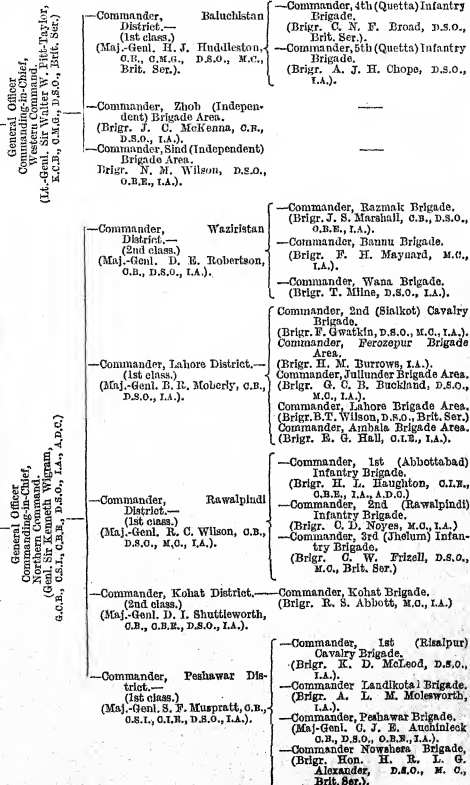 General Officer
Commanding-in-Chief,
Western Command.
(Lt.-Genl. Sir Walter W. Pitt-Taylor,
K.C.B., C.M.G., D.S.O., Brit. Ser.)
—Commander, Baluchistan
District.—
(1st class)
(Maj.-Genl. H. J. Huddleston,
C.B., C.M.G., D.S.O., M.C.,
Brit. Ser.).
—Commander, 4th (Quetta) Infantry
Brigade.
(Brigr. C. N. F. Broad, D.S.O.,
Brit. Ser.).
—Commander, 5th (Quetta) Infantry
Brigade.
(Brigr. A. J. H. Chope, D.S.O.,
I.A.).
—Commander, Zhob (Indepen-
dent) Brigade Area.
(Brigr. J. C. McKenna, C.B.,
D.S.O., I.A.).
—
—Commander, Sind (Independent)
Brigade Area.
Brigr. N. M. Wilson, D.S.O.,
O.B.E., I.A.).
—
General Officer
Commanding-in-Chief,
Northern Command.
(Genl. Sir Kenneth Wigram,
G.C.B., C.S.I., C.B.E., D.S.O., I.A., A.D.C.)
—Commander, Waziristan
District.—
(2nd class.)
(Maj.-Genl. D. E. Robertson,
C.B., D.S.O., I.A.).
—Commander, Razmak Brigade.
(Brigr. J. S. Marshall, C.B., D.S.O.,
O.B.E., I.A.).
—Commander, Bannu Brigade.
(Brigr. F. H. Maynard, M.C.,
I.A.).
—Commander, Wana Brigade.
(Brigr. T. Milne, D.S.O., I.A.).
—Commander, Lahore District.—
(1st class)
(Maj.-Genl. B. R. Moberly, C.B.,
D.S.O., I.A.).
Commander, 2nd (Sialkot) Cavalry
Brigade.
(Brigr. F. Gwatkin, D.S.O., M.C., I.A.).
Commander, Ferozepur Brigade
Area.
(Brigr. H. M. Burrows, I.A.).
Commander, Jullunder Brigade Area.
(Brigr. G. C. B. Buckland, D.S.O.,
M.C., I.A.).
Commander, Lahore Brigade Area.
(Brigr. B.T. Wilson, D.S.O., Brit. Ser.)
Commander, Ambala Brigade Area.
(Brigr. R. G. Hall, C.I.E., I.A.).
—Commander, Rawalpindi
District.—
(1st class)
(Maj.-Genl. R. C. Wilson, C.B.,
D.S.O., M.C., I.A.).
—Commander, 1st (Abbottabad)
Infantry Brigade.
(Brigr. H. L. Haughton, C.I.E.,
C.B.E., I.A., A.D.C.)
—Commander, 2nd (Rawalpindi)
Infantry Brigade.
(Brigr. C. D. Noyes, M.C., I.A.)
—Commander, 3rd (Jhelum) Infan-
try Brigade.
(Brigr. C. W. Frizell, D.S.O.,
M.C., Brit. Ser.)
—Commander, Kohat District.—
(2nd class.)
(Maj.-Genl. D. I. Shuttleworth,
C.B., C.B.E., D.S.O., I.A.).
—Commander, Kohat Brigade.
(Brigr. R. S. Abbott, M.C., I.A.)
—Commander, Peshawar Dis-
trict.—
(1st class.)
(Maj.-Genl. S. F. Muspratt, C.B.,
C.S.I., C.I.E., D.S.O., I.A.).
—Commander, 1st (Risalpur)
Cavalry Brigade.
(Brigr. K. D. McLeod, D.S.O.,
I.A.).
—Commander Landikotal Brigade.
(Brigr. A. L. M. Molesworth,
I.A.).
—Commander, Peshawar Brigade.
(Maj-Genl. C. J. E. Auchinleck
C.B., D.S.O., O.B.E., I.A.).
—Commander Nowshera Brigade,
(Brigr. Hon. H. R. L. G.
Alexander, D.S.O., M. C.,
Brit. Ser.).